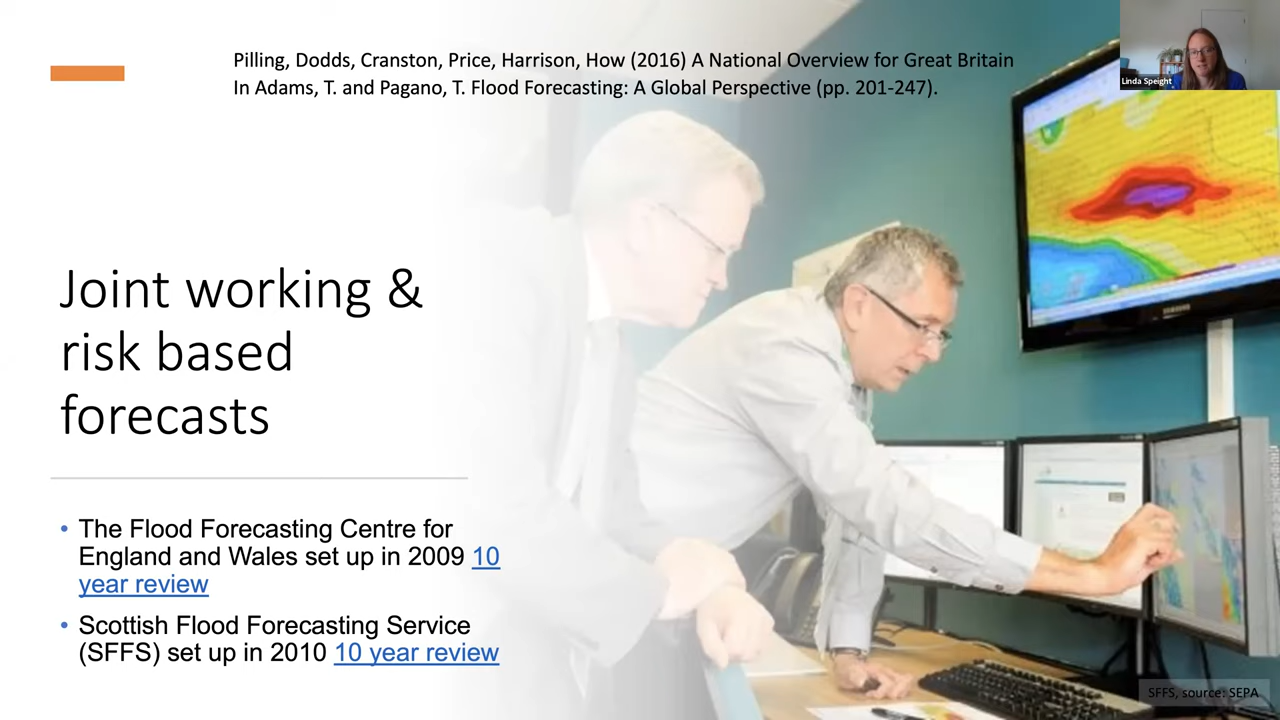 Pilling, Dodds, Cranston, Price, Harrison, How (2016) A National Overview for Great Britain
In Adams, T. and Pagano, T. Flood Forecasting: A Global Perspective (pp. 201-247).
Linda Speight
SAMSUNG
Joint working &
risk based
forecasts
• The Flood Forecasting Centre for
England and Wales set up in 2009 10
year review
• Scottish Flood Forecasting Service
(SFFS) set up in 2010 10 year review
SFFS, source: SEPA